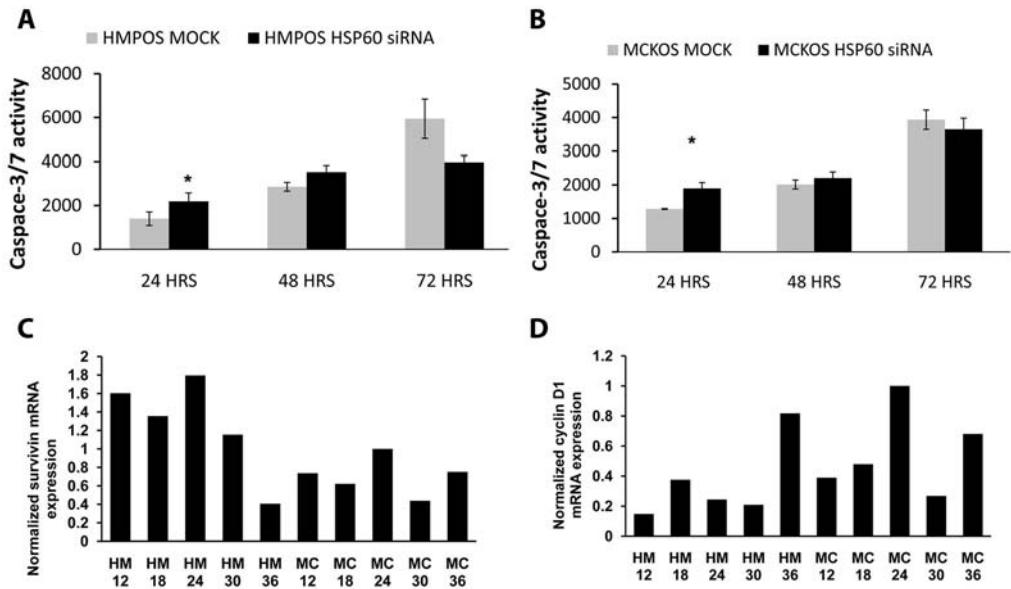 A
HMPOS MOCK HMPOS HSP60 siRNA
Caspace-3/7 activity
8000
6000
4000
2000
0
*
24 HRS 48 HRS 72 HRS
B
MCKOS MOCK MCKOS HSP60 siRNA
Caspace-3/7 activity
5000
4000
3000
2000
1000
0
*
24 HRS 48 HRS 72 HRS
C
Normalized survivin mRNA
expression
2
1.8
1.6
1.4
1.2
1
0.8
0.6
0.4
0.2
0
HM HM HM HM HM MC MC MC MC MC
12 18 24 30 36 12 18 24 30 36
D
Normalized cyclin D1
mRNA expression
1.2
1
0.8
0.6
0.4
0.2
0
HM HM HM HM HM MC MC MC MC MC
12 18 24 30 36 12 18 24 30 36